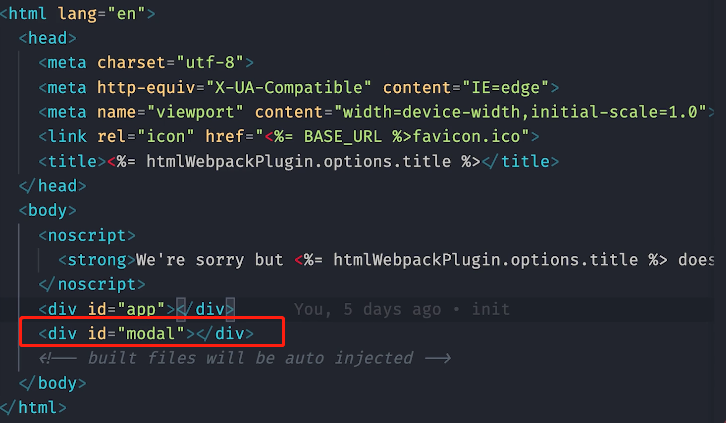 <html lang="en">
<head>
<meta charset="utf-8">
<meta http-equiv="X-UA-Compatible" content="IE=edge">
<meta name="viewport" content="width=device-width,initial-scale=1.0">
<link rel="icon" href="<%= BASE_URL %>favicon.ico">
<title><%= htmlWebpackPlugin.options.title %></title>
</head>
<body>
<noscript>
<strong>We're sorry but <%= htmlWebpackPlugin.options.title %> does
</noscript>
<div id="app"></div> You, 5 days ago • init
<div id="modal"></div>
<!-- built files will be auto injected -->
</body>
</html>